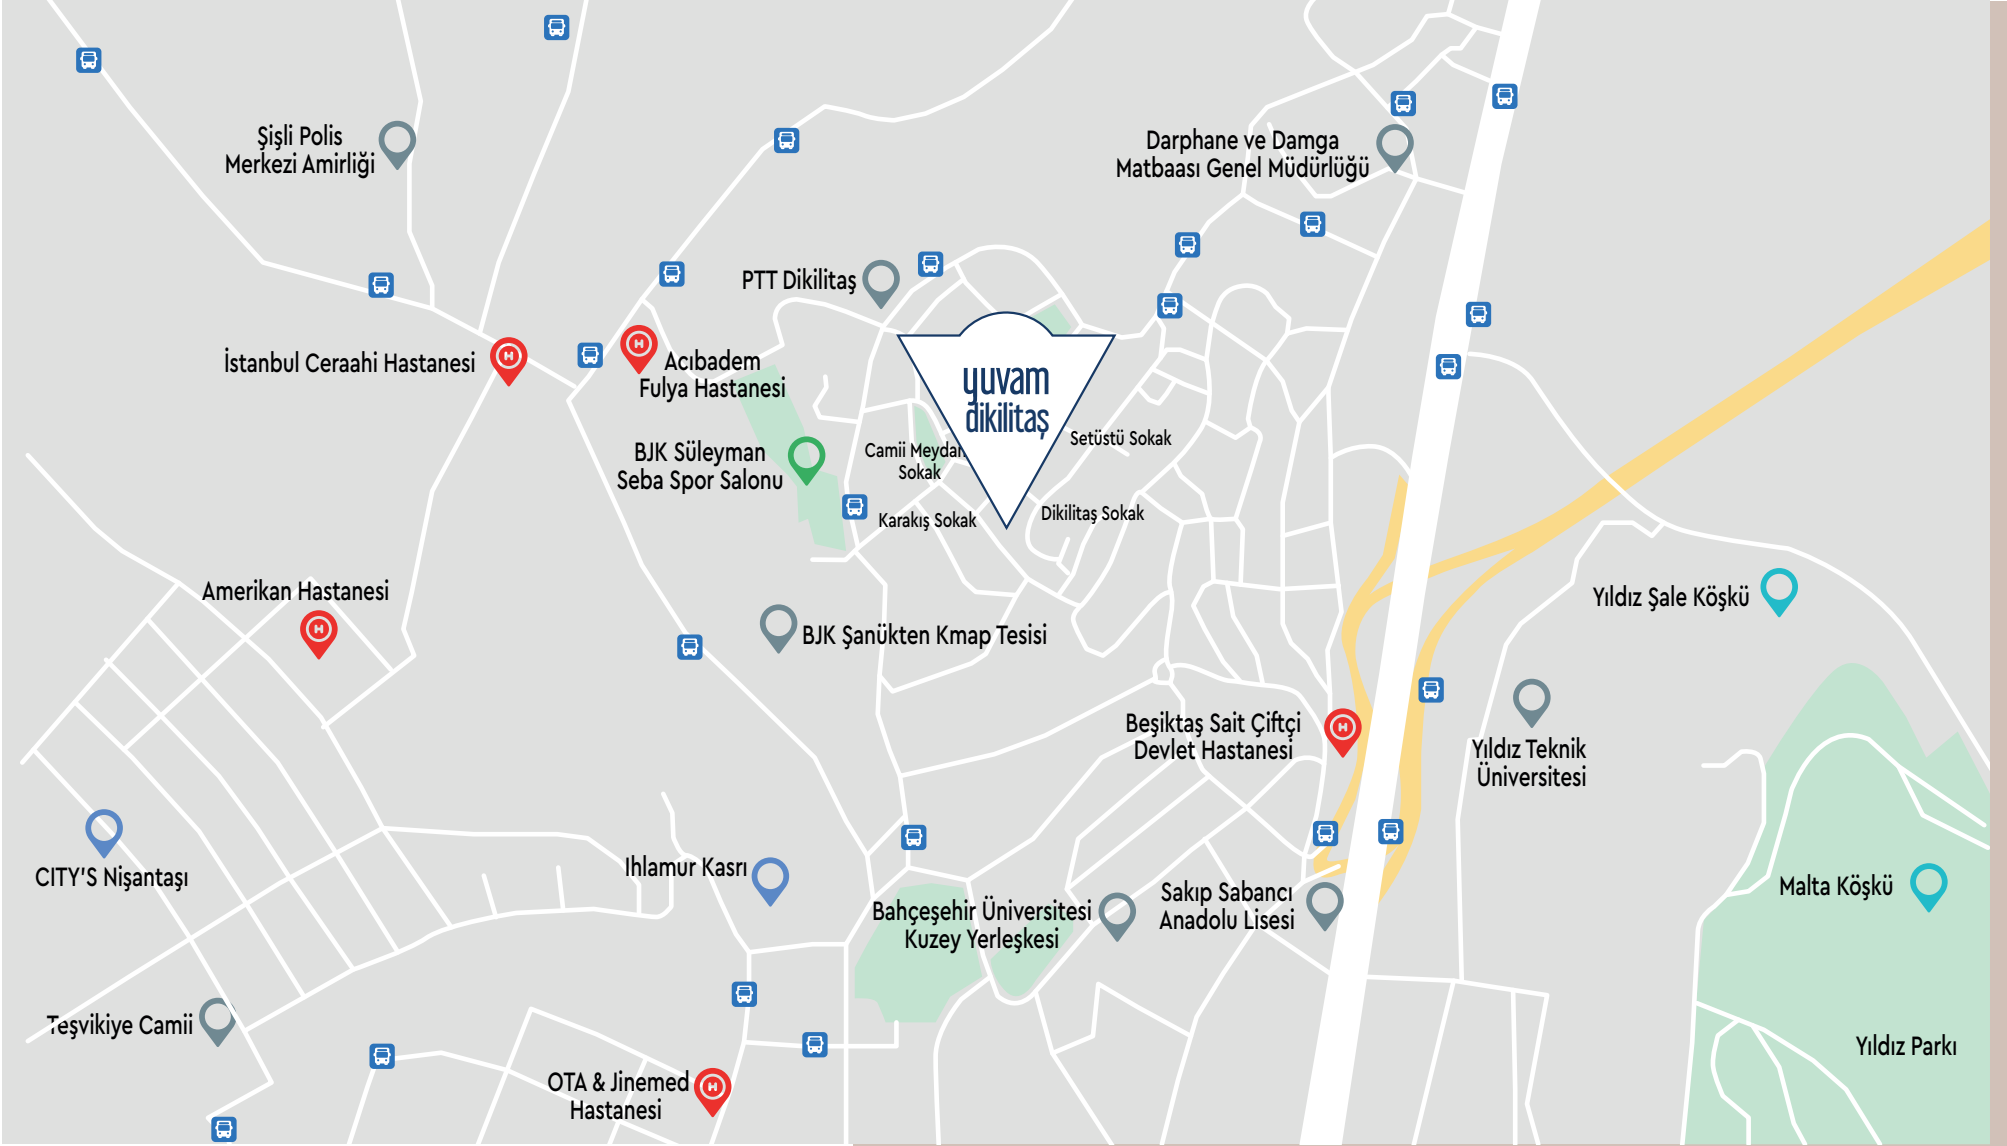 Şişli Polis
Merkezi Amirliği
Darphane ve Damga
Matbaası Genel Müdürlüğü
PTT Dikilitaş
İstanbul Ceraahi Hastanesi
Acıbadem
Fulya Hastanesi
yuvam
dikilitaş
BJK Süleyman
Seba Spor Salonu
Camii Meydan
Sokak
Setüstü Sokak
Karakış Sokak
Dikilitaş Sokak
Amerikan Hastanesi
BJK Şanükten Kmap Tesisi
Yıldız Şale Köşkü
Beşiktaş Sait Çiftçi
Devlet Hastanesi
Yıldız Teknik
Üniversitesi
CITY'S Nişantaşı
Ihlamur Kasrı
Bahçeşehir Üniversitesi
Kuzey Yerleşkesi
Sakıp Sabancı
Anadolu Lisesi
Malta Köşkü
Teşvikiye Camii
Yıldız Parkı
OTA & Jinemed
Hastanesi